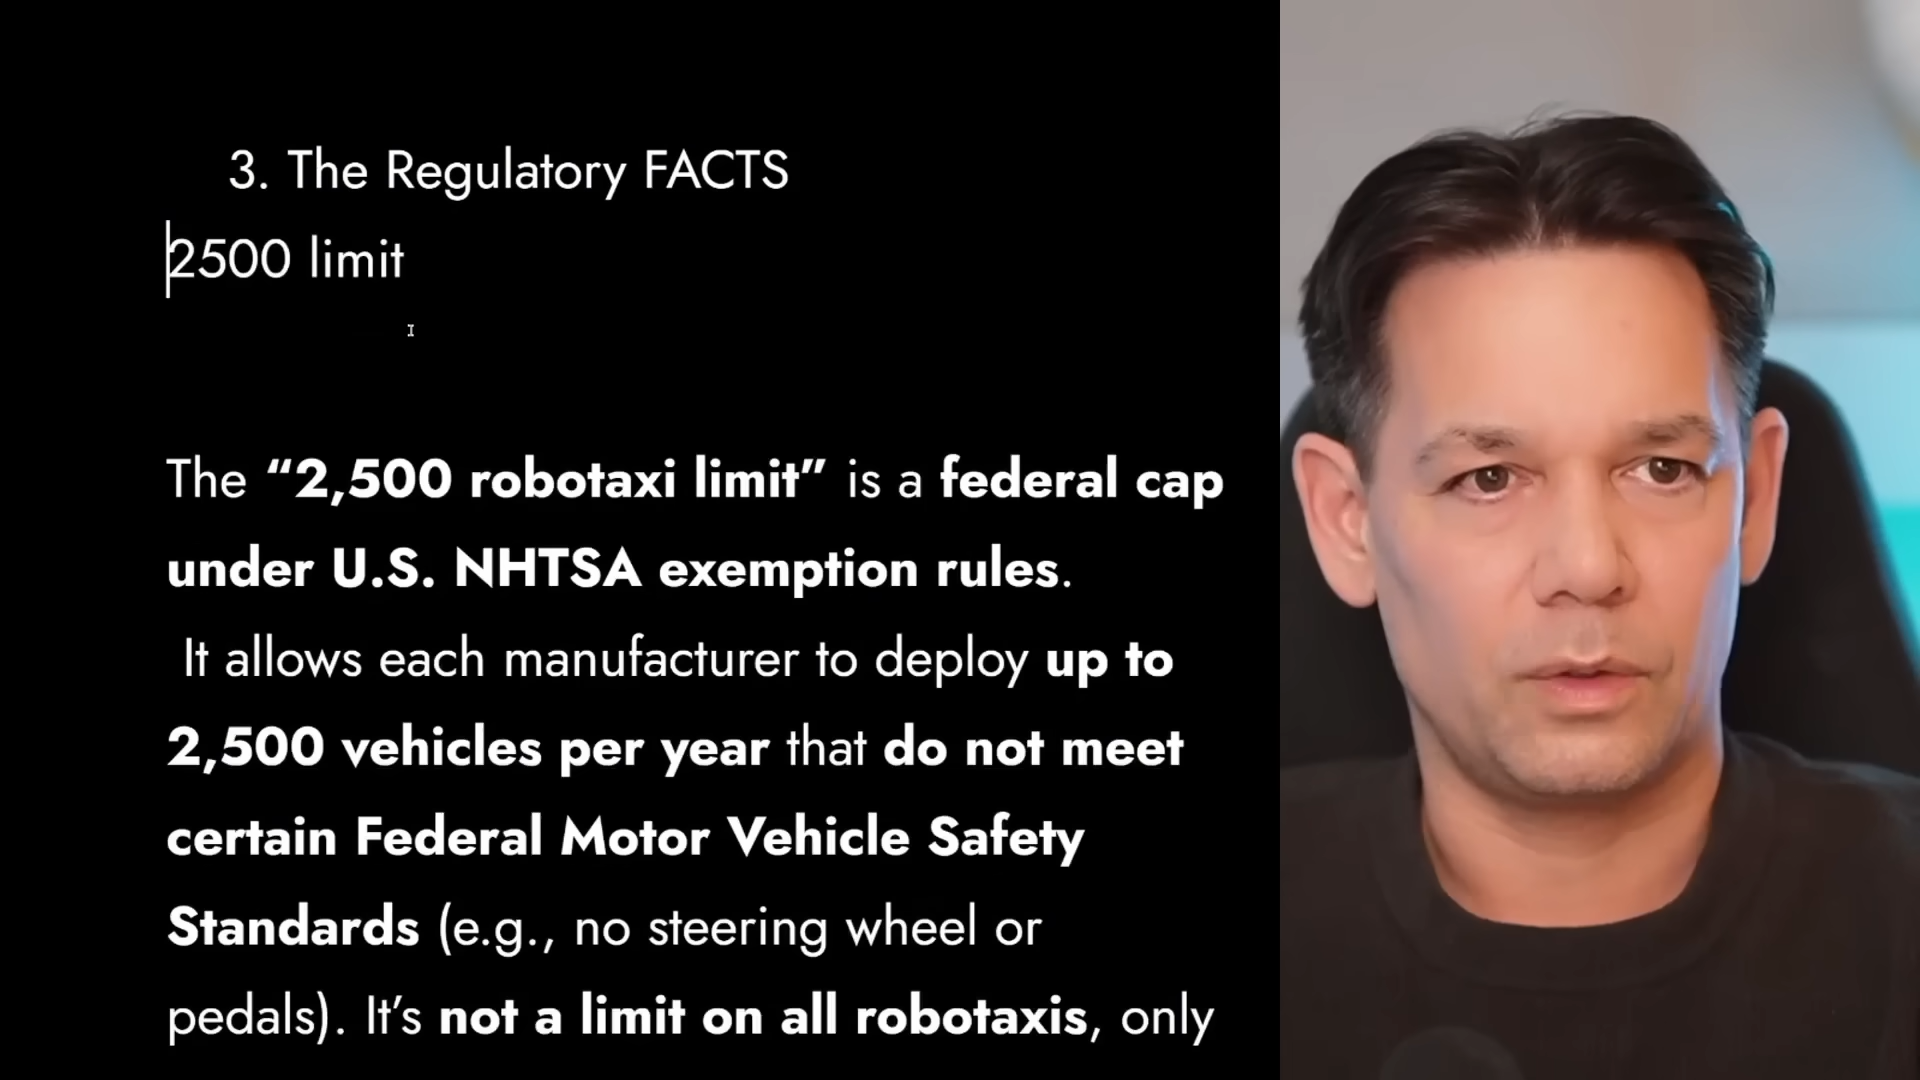 3. The Regulatory FACTS
2500 limit
The “2,500 robotaxi limit” is a federal cap
under U.S. NHTSA exemption rules.
It allows each manufacturer to deploy up to
2,500 vehicles per year that do not meet
certain Federal Motor Vehicle Safety
Standards (e.g., no steering wheel or
pedals). It’s not a limit on all robotaxis, only